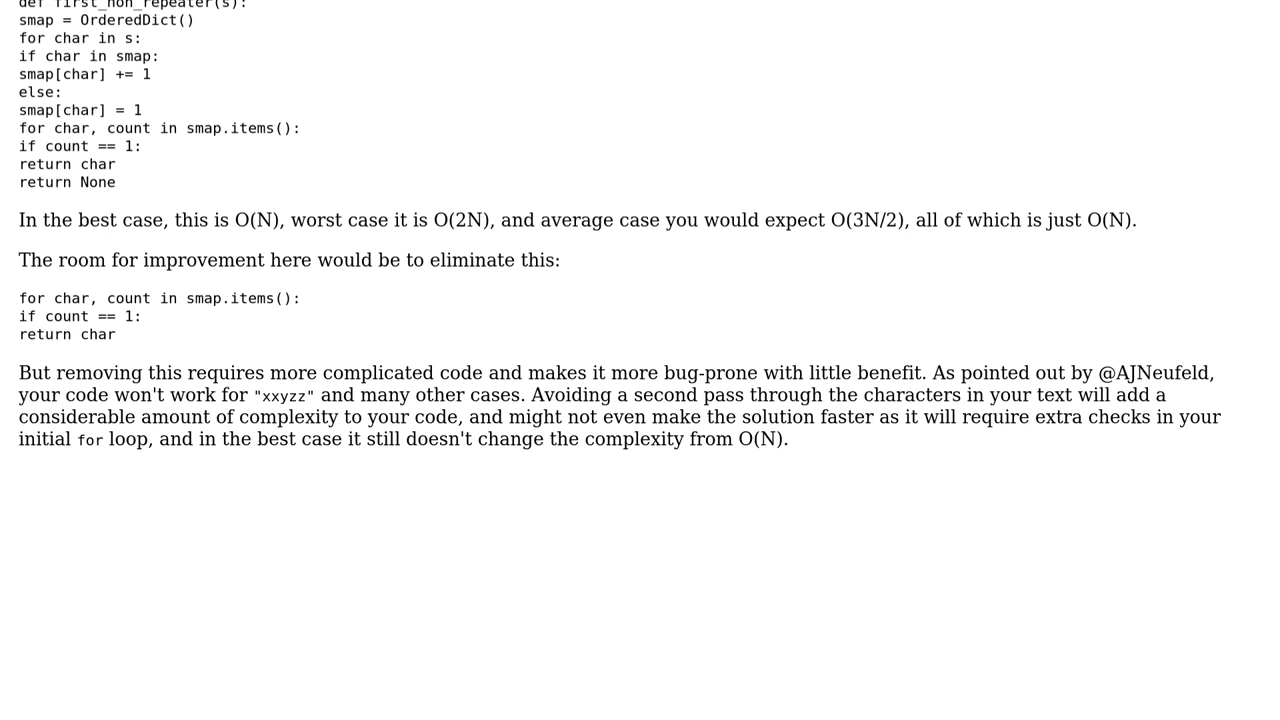 def first_non_repeater(s):
smap = OrderedDict()
for char in s:
if char in smap:
smap[char] += 1
else:
smap[char] = 1
for char, count in smap.items():
if count == 1:
return char
return None
In the best case, this is O(N), worst case it is O(2N), and average case you would expect O(3N/2), all of which is just O(N).
The room for improvement here would be to eliminate this:
for char, count in smap.items():
if count == 1:
return char
But removing this requires more complicated code and makes it more bug-prone with little benefit. As pointed out by @AJNeufeld,
your code won't work for "xxyzz" and many other cases. Avoiding a second pass through the characters in your text will add a
considerable amount of complexity to your code, and might not even make the solution faster as it will require extra checks in your
initial for loop, and in the best case it still doesn't change the complexity from O(N).